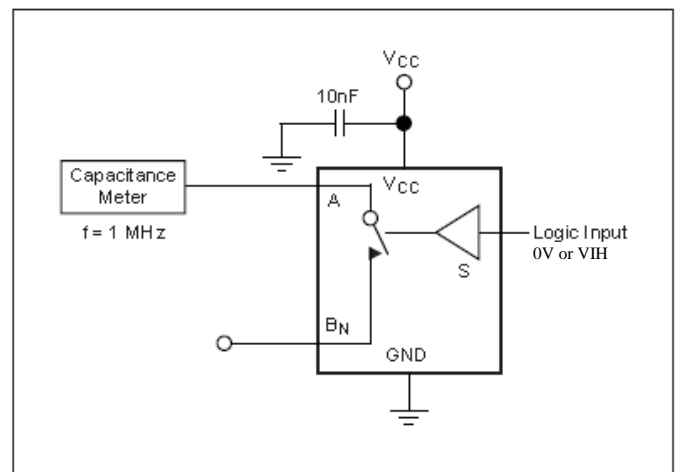 VCC
10nF
Capacitance
Meter
f = 1 MHz
VCC
A
Logic Input
0V or VIH
S
BN
GND